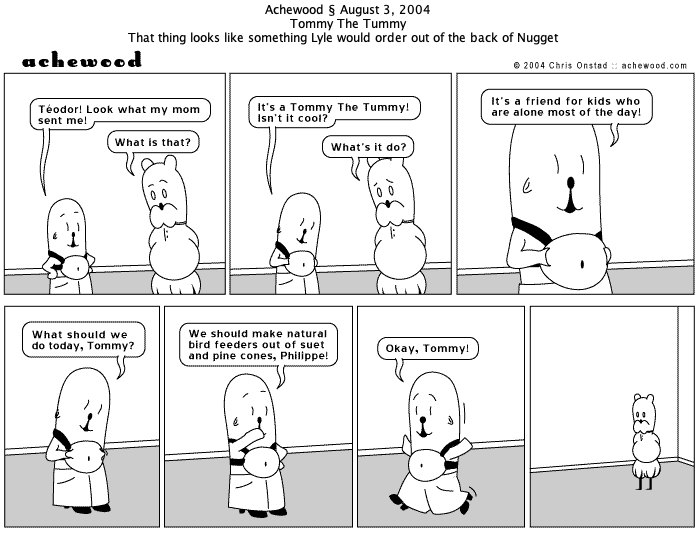 Achewood § August 3, 2004
Tommy The Tummy
That thing looks like something Lyle would order out of the back of Nugget
achewood
© 2004 Chris Onstad :: achewood.com
Téodor! Look what my mom
sent me!
What is that?
It's a Tommy The Tummy!
Isn't it cool?
What's it do?
It's a friend for kids who
are alone most of the day!
What should we
do today, Tommy?
We should make natural
bird feeders out of suet
and pine cones, Philippe!
Okay, Tommy!